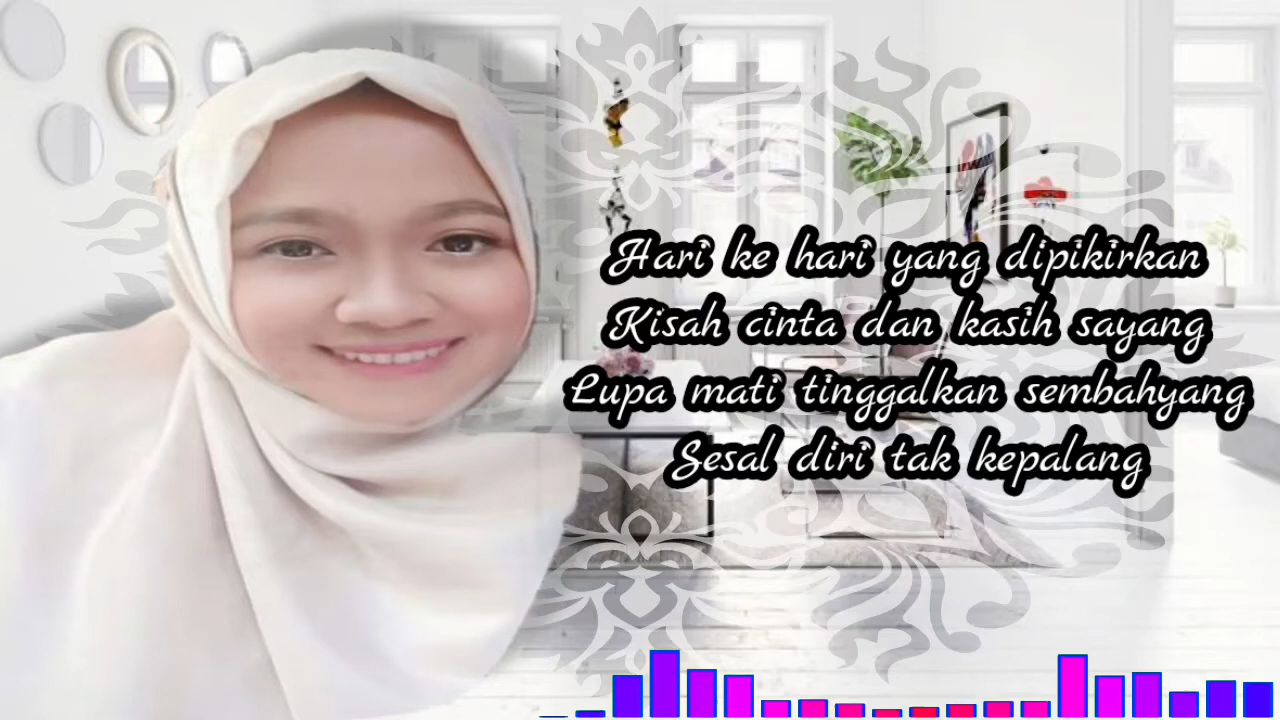 Hari ke hari yang dipikirkan
Kisah cinta dan kasih sayang
Lupa mati tinggalkan sembahyang
Sesal diri tak kepalang